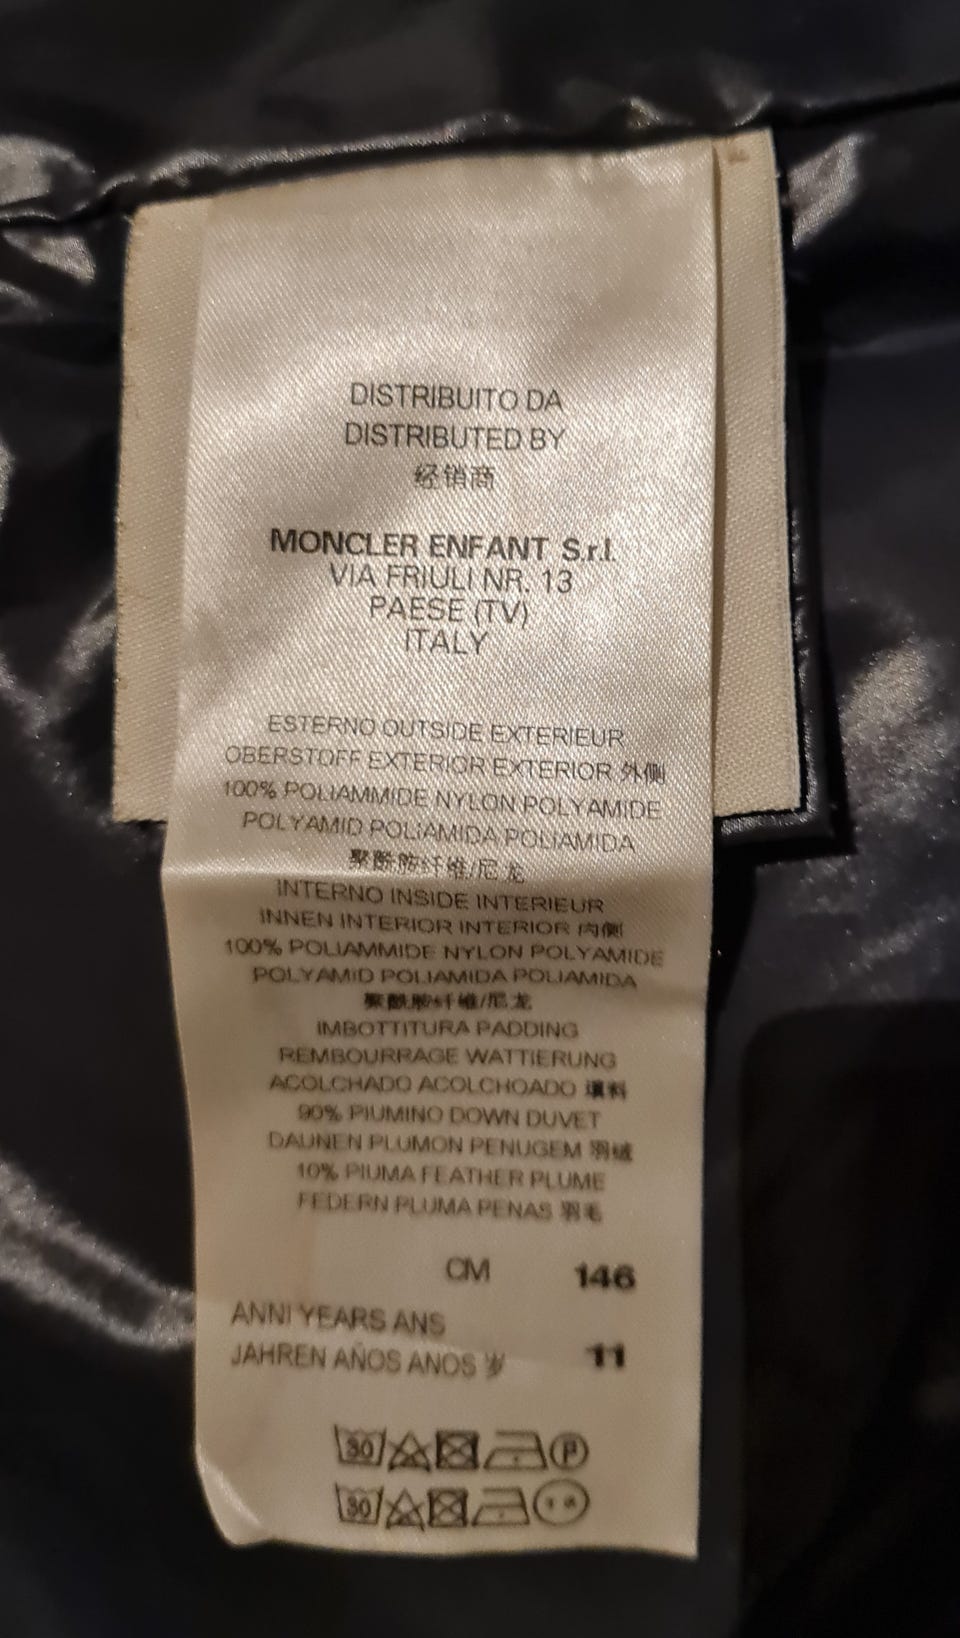 DISTRIBUITO DA
DISTRIBUTED BY
经销商
MONCLER ENFANT S.r.l.
VIA FRIULI NR. 13
PAESE (TV)
ITALY
ESTERNO OUTSIDE EXTERIEUR
OBERSTOFF EXTERIOR EXTERIOR 外侧
100% POLIAMMIDE NYLON POLYAMIDE
POLYAMID POLIAMIDA POLIAMIDA
聚酰胺纤维/尼龙
INTERNO INSIDE INTERIEUR
INNEN INTERIOR INTERIOR 内侧
100% POLIAMMIDE NYLON POLYAMIDE
POLYAMID POLIAMIDA POLIAMIDA
聚酰胺纤维/尼龙
IMBOTTITURA PADDING
REMBOURRAGE WATTIERUNG
ACOLCHADO ACOLCHOADO 填料
90% PIUMINO DOWN DUVET
DAUNEN PLUMON PENUGEM 羽绒
10% PIUMA FEATHER PLUME
FEDERN PLUMA PENAS 羽毛
CM 146
ANNI YEARS ANS
JAHREN AÑOS ANOS 岁 11
30 P
30